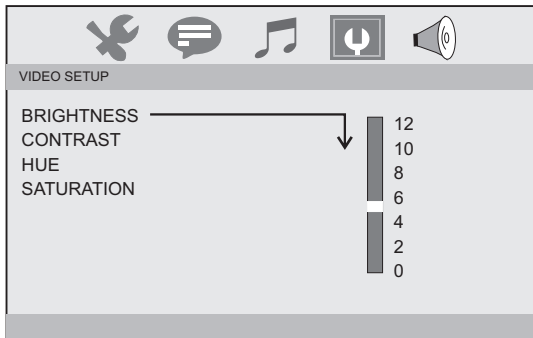 VIDEO SETUP
BRIGHTNESS
CONTRAST
HUE
SATURATION
12
10
8
6
4
2
0